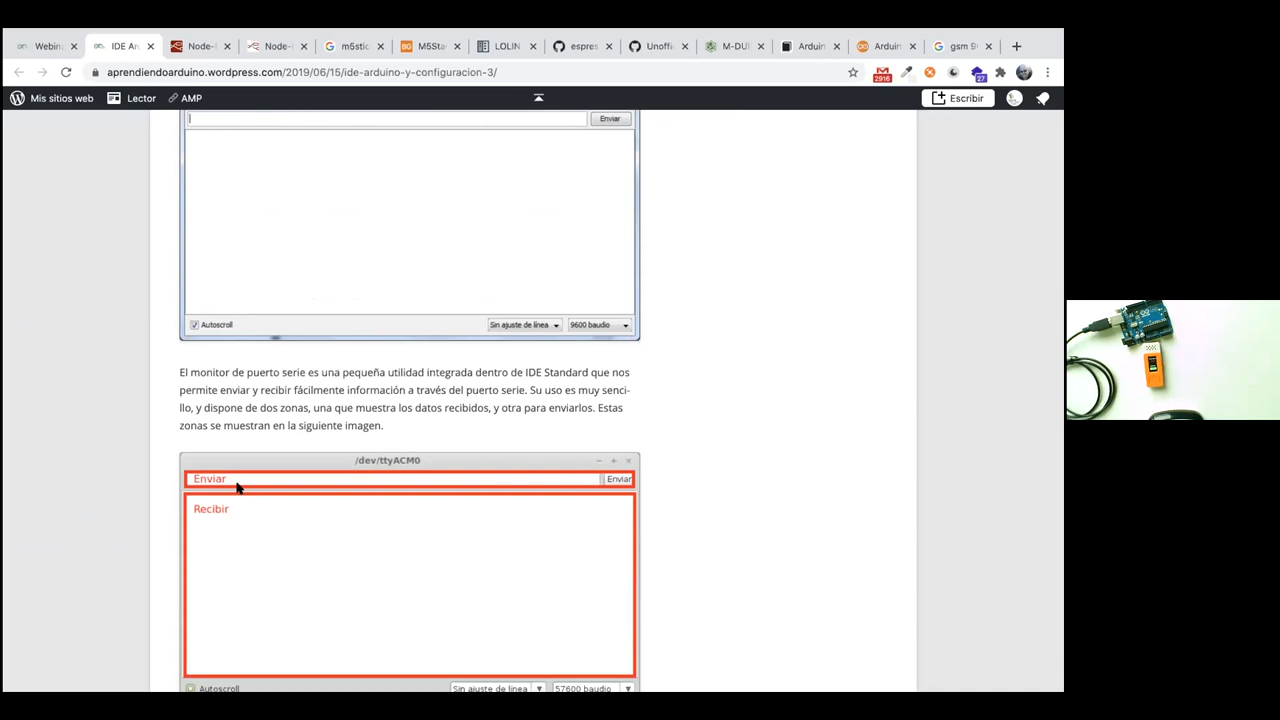 Webin
IDE Ar
Node-
Node-
m5stic
M5Sta
LOLIN
espres
Unoffi
M-DUI
Arduin
Arduin
gsm 9
aprendiendoarduino.wordpress.com/2019/06/15/ide-arduino-y-configuracion-3/
2916
27
Mis sitios web
Lector
AMP
Escribir
Enviar
Autoscroll
Sin ajuste de línea
9600 baudio
El monitor de puerto serie es una pequeña utilidad integrada dentro de IDE Standard que nos
permite enviar y recibir fácilmente información a través del puerto serie. Su uso es muy senci-
llo, y dispone de dos zonas, una que muestra los datos recibidos, y otra para enviarlos. Estas
zonas se muestran en la siguiente imagen.
/dev/ttyACM0
Enviar
Enviar
Recibir
Autoscroll
Sin ajuste de línea
57600 baudio